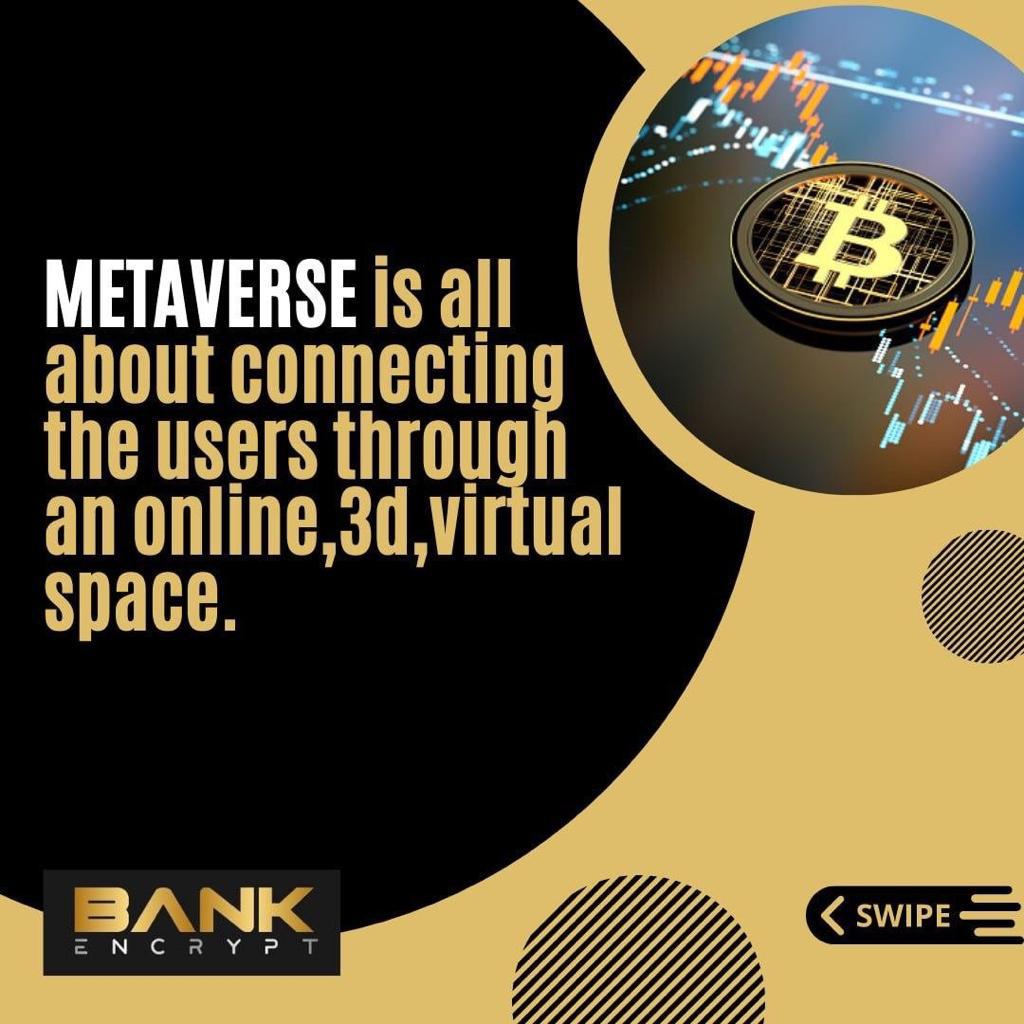 METAVERSE is all
about connecting
the users through
an online,3d,virtual
space.
BANK
ENCRYPT
SWIPE